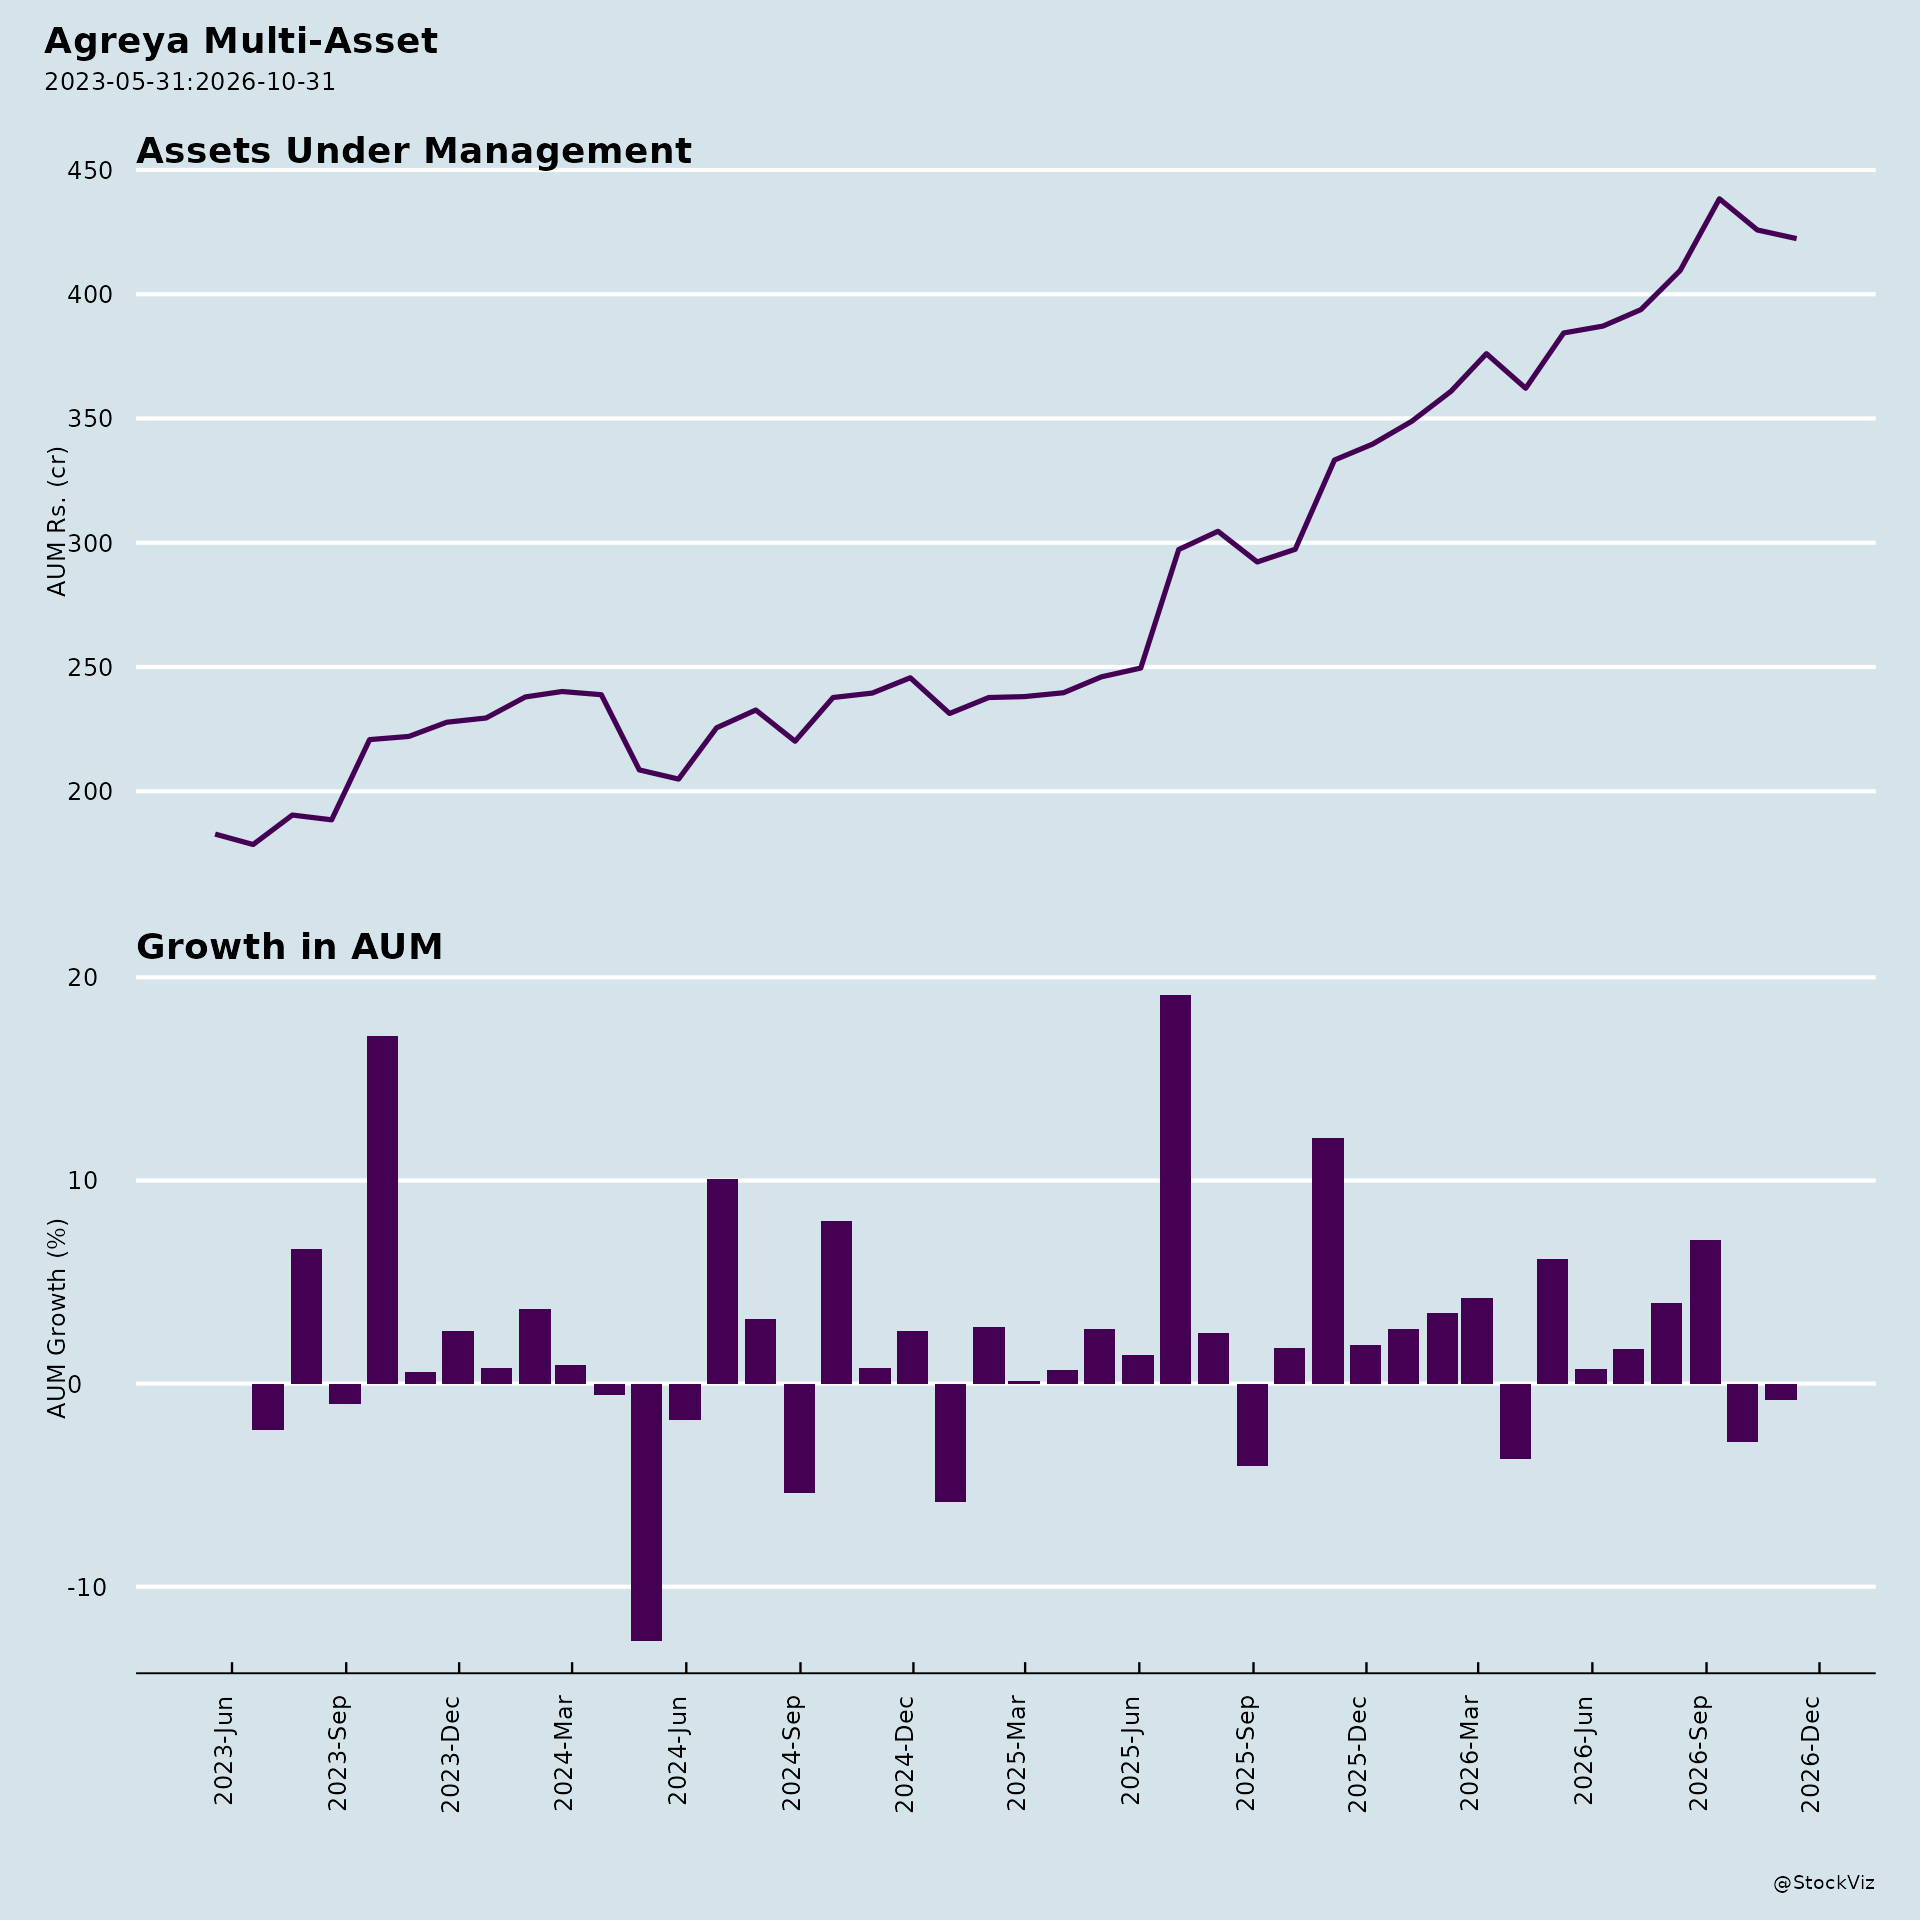 Agreya Multi-Asset
2023-05-31:2026-10-31
Assets Under Management
450
400
350
300
250
200
AUM Rs. (cr)
Growth in AUM
20
10
0
-10
AUM Growth (%)
2023-Jun
2023-Sep
2023-Dec
2024-Mar
2024-Jun
2024-Sep
2024-Dec
2025-Mar
2025-Jun
2025-Sep
2025-Dec
2026-Mar
2026-Jun
2026-Sep
2026-Dec
@StockViz